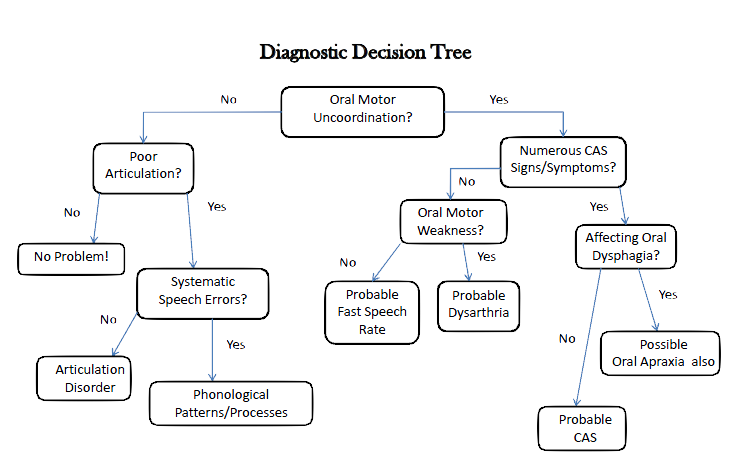 Diagnostic Decision Tree
No
Oral Motor
Uncoordination?
Yes
Poor
Articulation?
Numerous CAS
Signs/Symptoms?
No
Yes
No
Yes
No Problem!
Systematic
Speech Errors?
Oral Motor
Weakness?
Affecting Oral
Dysphagia?
No
Yes
No
Yes
No
Yes
Articulation
Disorder
Phonological
Patterns/Processes
Probable
Fast Speech
Rate
Probable
Dysarthria
Possible
Oral Apraxia also
Probable
CAS